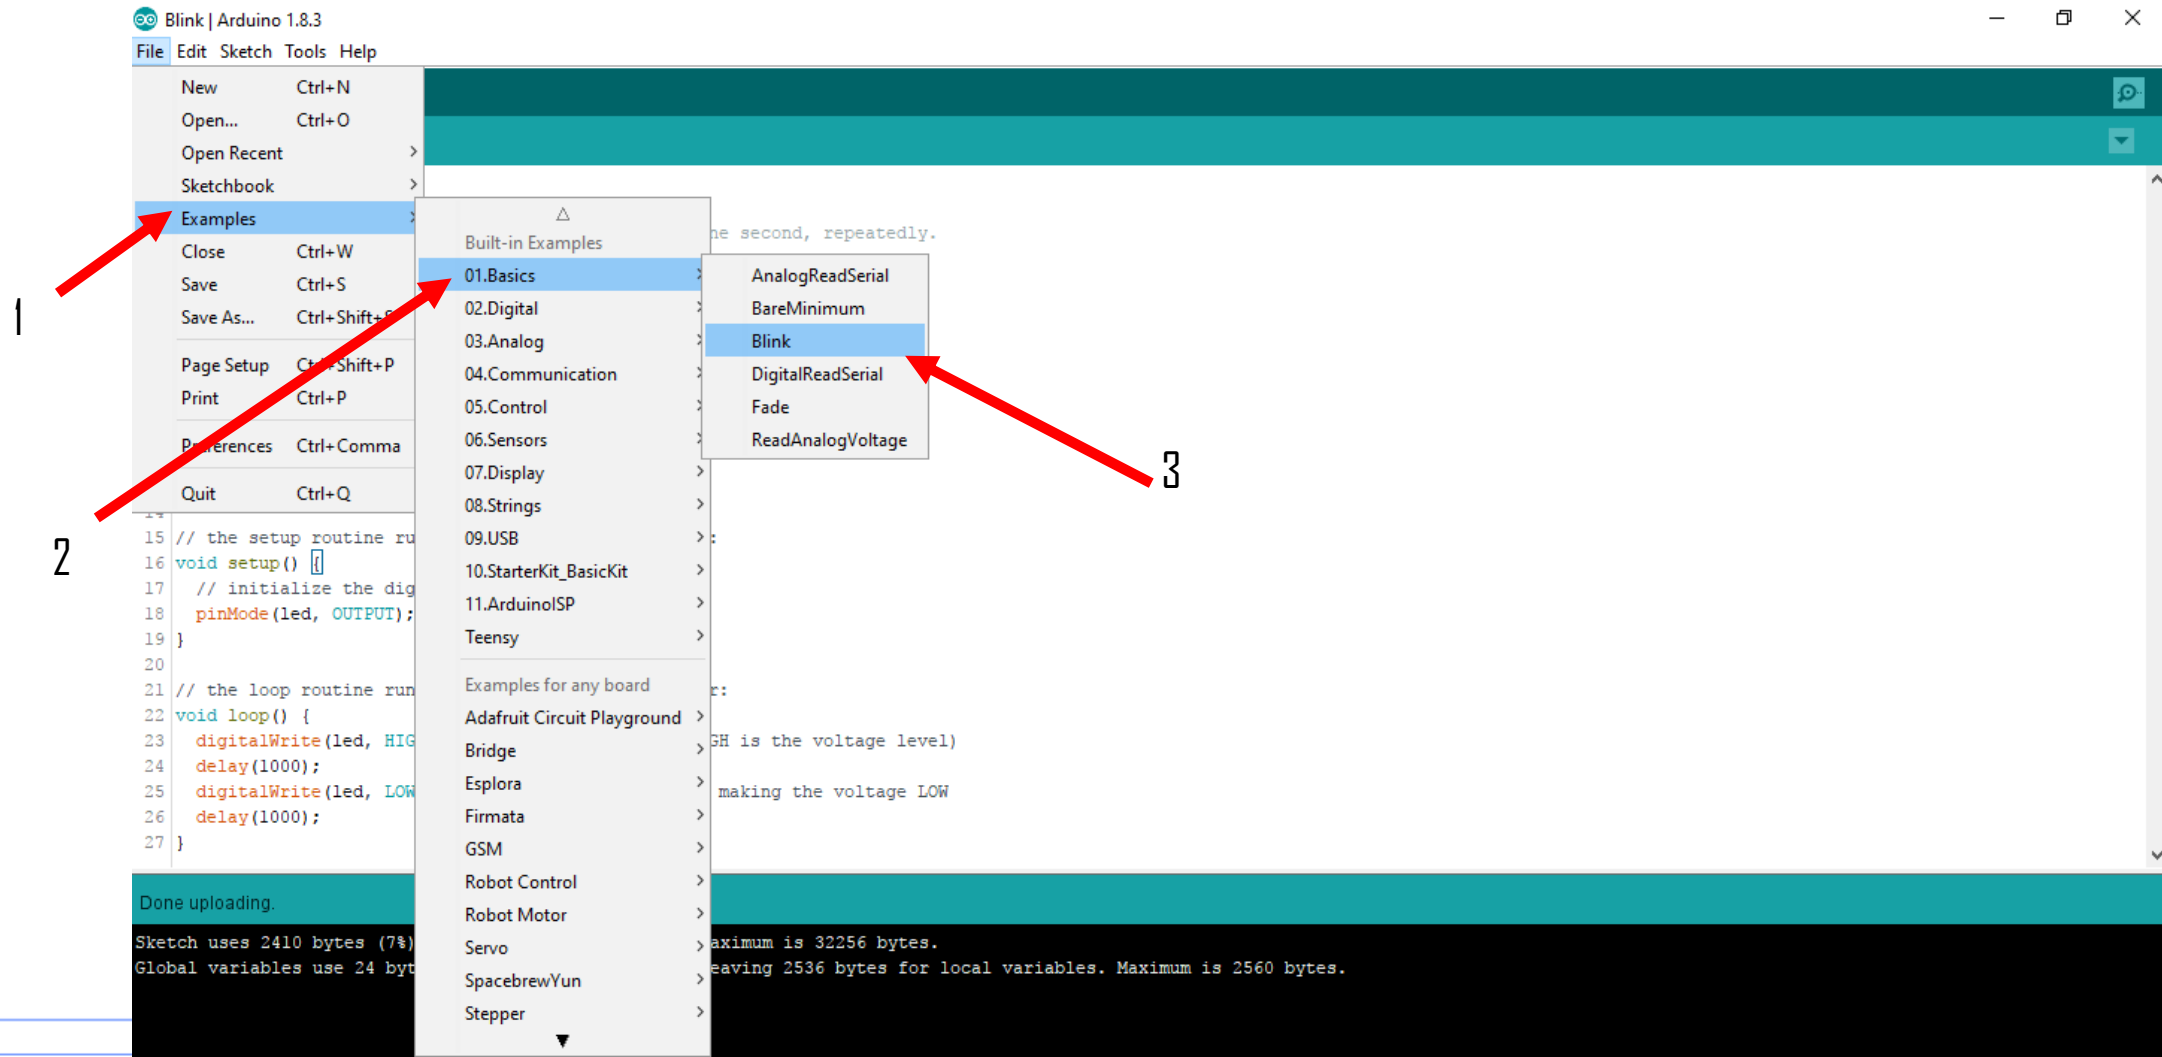 Blink | Arduino 1.8.3
File Edit Sketch Tools Help
New Ctrl+N
Open... Ctrl+O
Open Recent
Sketchbook
Examples
Close Ctrl+W
Save Ctrl+S
Save As... Ctrl+Shift+S
Page Setup Ctrl+Shift+P
Print Ctrl+P
Preferences Ctrl+Comma
Quit Ctrl+Q
Built-in Examples
01.Basics
02.Digital
03.Analog
04.Communication
05.Control
06.Sensors
07.Display
08.Strings
09.USB
10.StarterKit_BasicKit
11.ArduinoISP
Teensy
Examples for any board
Adafruit Circuit Playground
Bridge
Esplora
Firmata
GSM
Robot Control
Robot Motor
Servo
SpacebrewYun
Stepper
AnalogReadSerial
BareMinimum
Blink
DigitalReadSerial
Fade
ReadAnalogVoltage
1
2
3
second, repeatedly.
14
15 // the setup routine ru :
16 void setup() {
17 // initialize the dig
18 pinMode(led, OUTPUT);
19 }
20
21 // the loop routine run r:
22 void loop() {
23 digitalWrite(led, HIG GH is the voltage level)
24 delay(1000);
25 digitalWrite(led, LOW making the voltage LOW
26 delay(1000);
27 }
Done uploading.
Sketch uses 2410 bytes (7%) aximum is 32256 bytes.
Global variables use 24 byt eaving 2536 bytes for local variables. Maximum is 2560 bytes.